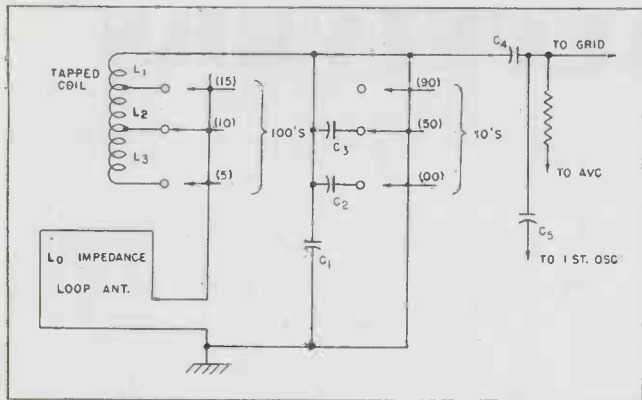 C4
TO GRID
TAPPED
COIL
L1
L2
L3
(15)
(10)
(5)
100'S
(90)
(50)
(00)
10'S
C3
C2
C1
TO AVC
C5
TO 1 ST. OSC
LO IMPEDANCE
LOOP ANT.